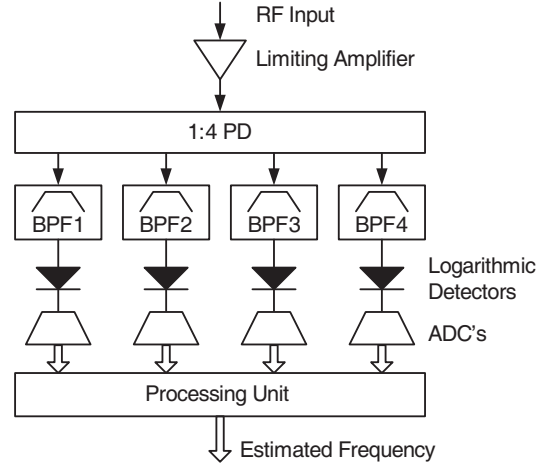 RF Input
Limiting Amplifier
1:4 PD
BPF1
BPF2
BPF3
BPF4
Logarithmic
Detectors
ADC's
Processing Unit
Estimated Frequency